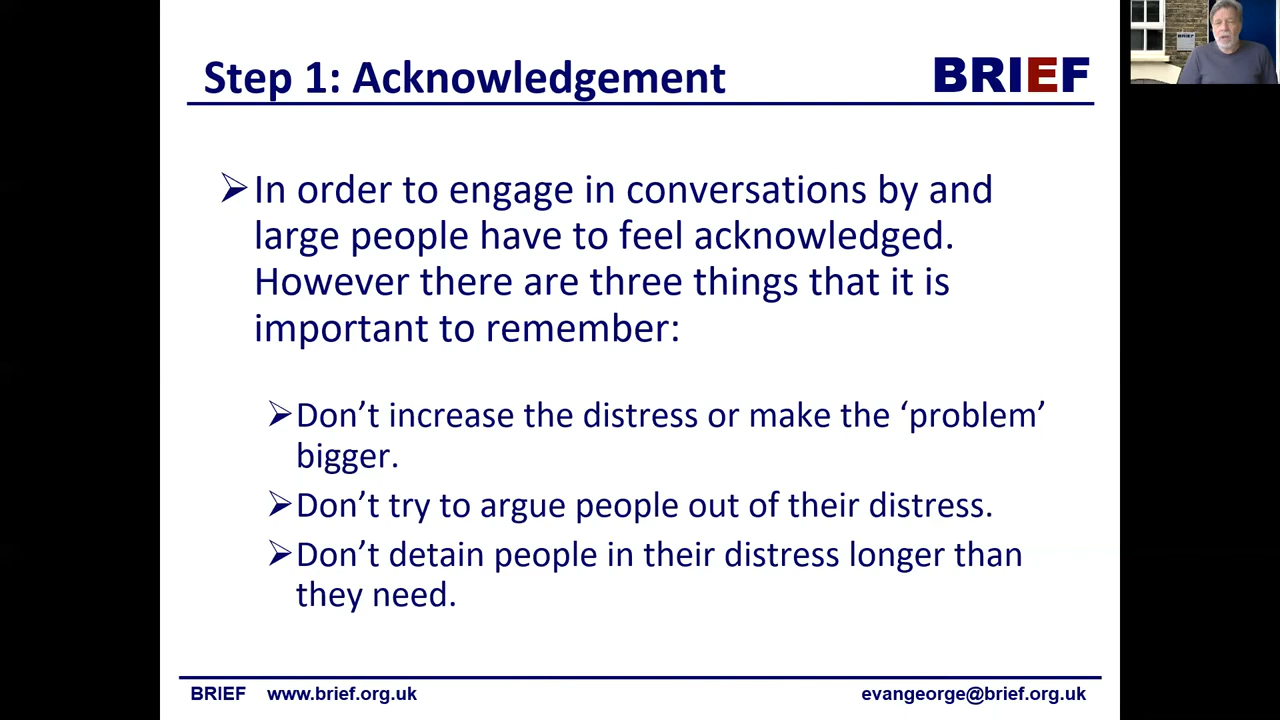 Step 1: Acknowledgement
BRIEF
BRIEF
➢In order to engage in conversations by and
large people have to feel acknowledged.
However there are three things that it is
important to remember:
➢Don’t increase the distress or make the ‘problem’
bigger.
➢Don’t try to argue people out of their distress.
➢Don’t detain people in their distress longer than
they need.
BRIEF www.brief.org.uk
evangeorge@brief.org.uk